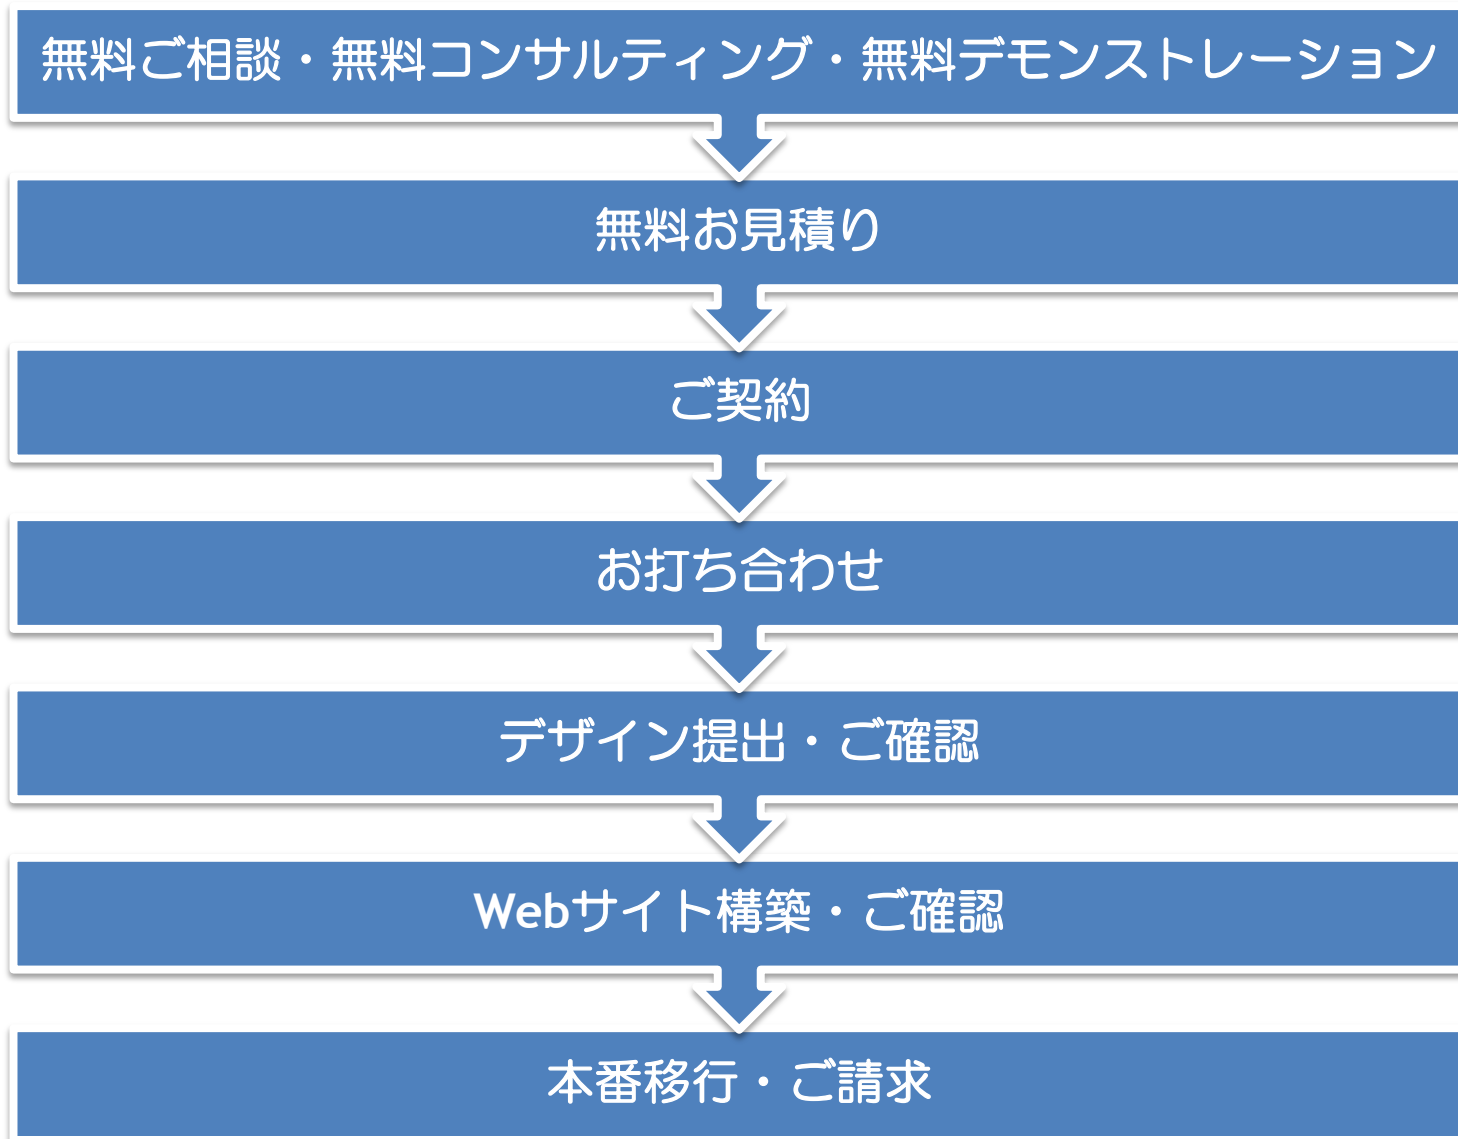 無料ご相談・無料コンサルティング・無料デモンストレーション
無料お見積り
ご契約
お打ち合わせ
デザイン提出・ご確認
Webサイト構築・ご確認
本番移行・ご請求